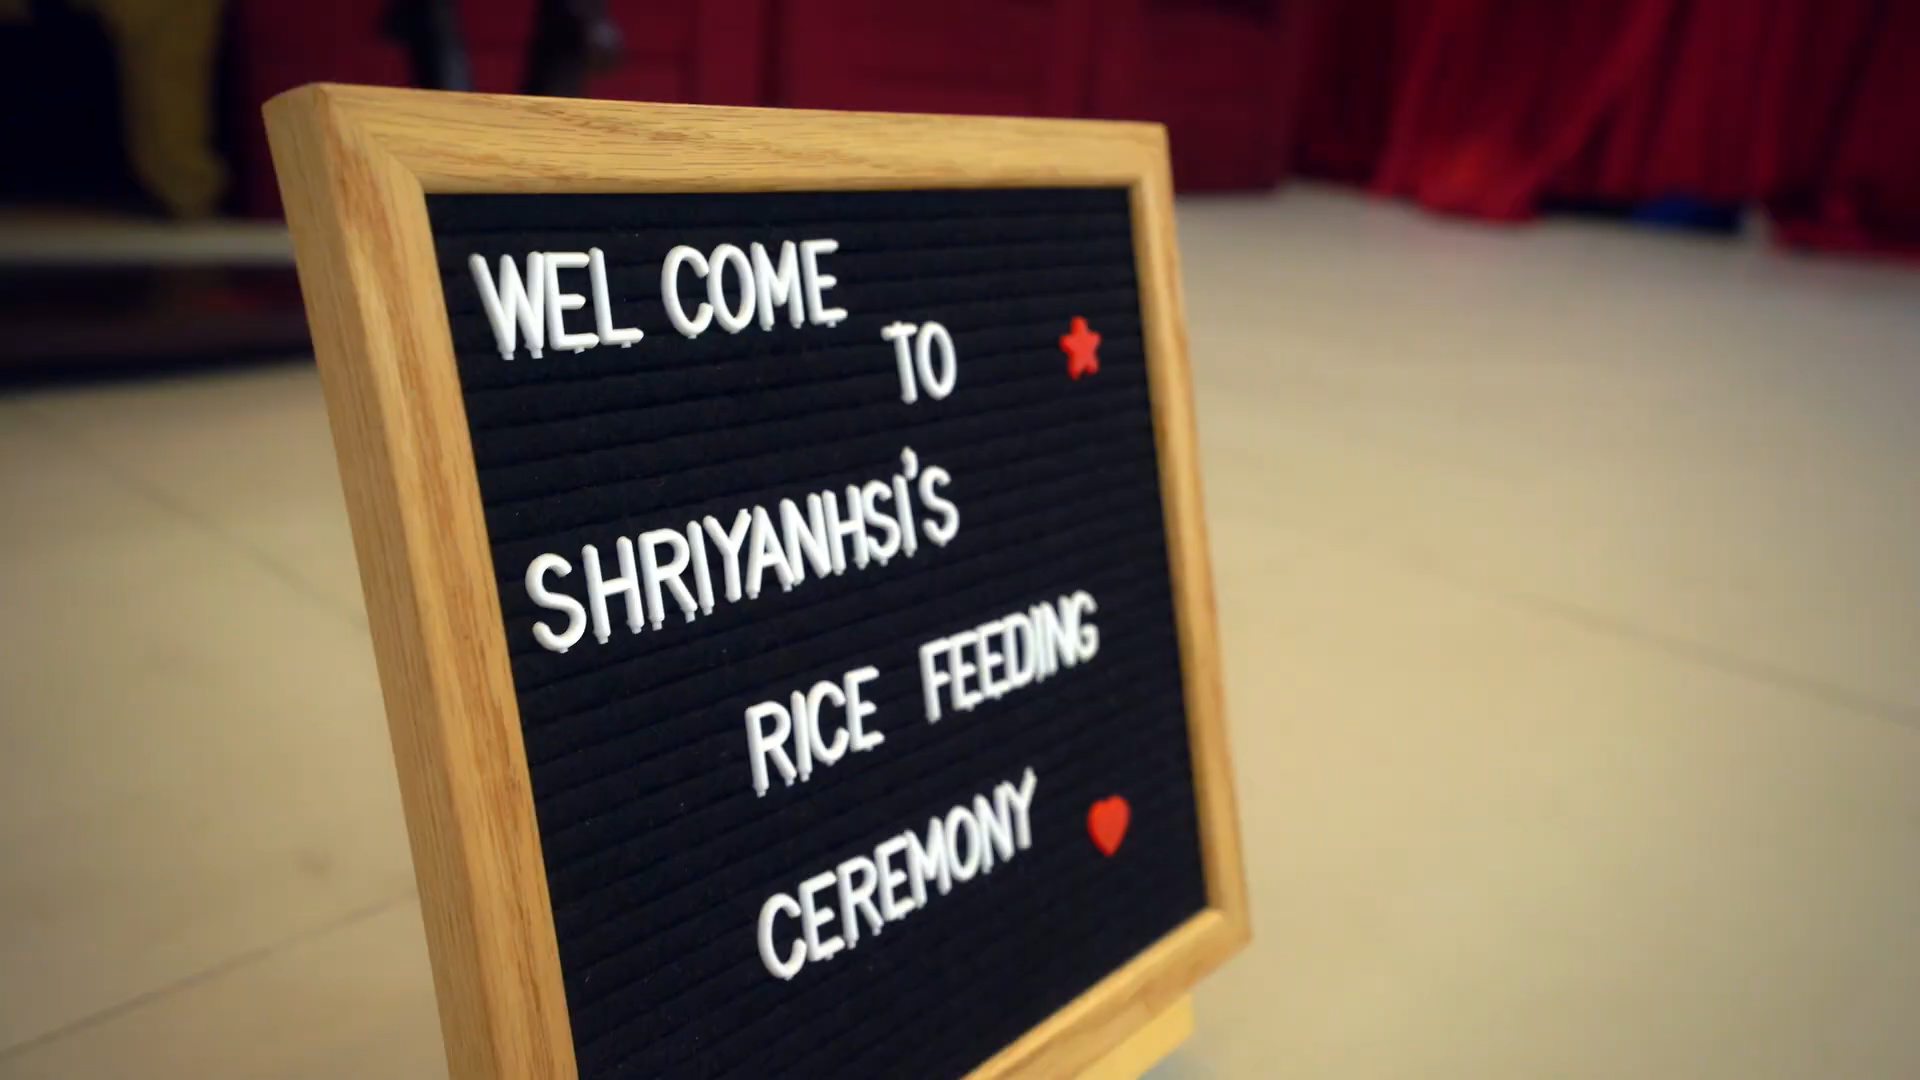 WEL COME
TO
SHRIYANHSI'S
RICE FEEDING
CEREMONY